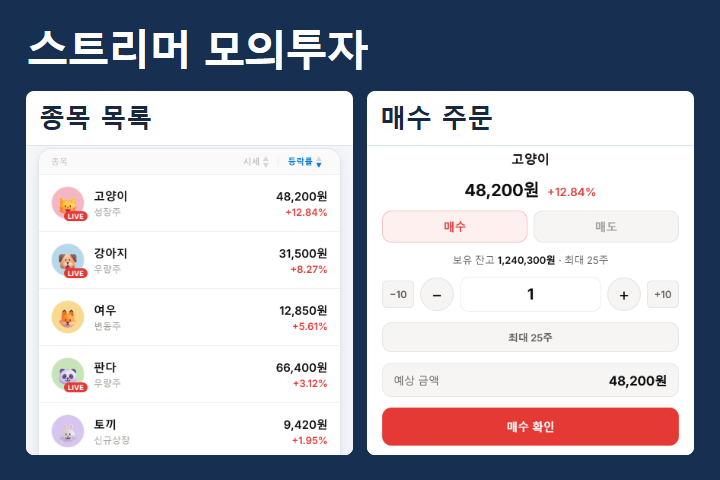 스트리머 모의투자
종목 목록
종목 시세 등락률
고양이 48,200원
LIVE 성장주 +12.84%
강아지 31,500원
LIVE 우량주 +8.27%
여우 12,850원
변동주 +5.61%
판다 66,400원
LIVE 우량주 +3.12%
토끼 9,420원
신규상장 +1.95%
매수 주문
고양이
48,200원 +12.84%
매수 매도
보유 잔고 1,240,300원 · 최대 25주
−10 − 1 + +10
최대 25주
예상 금액 48,200원
매수 확인